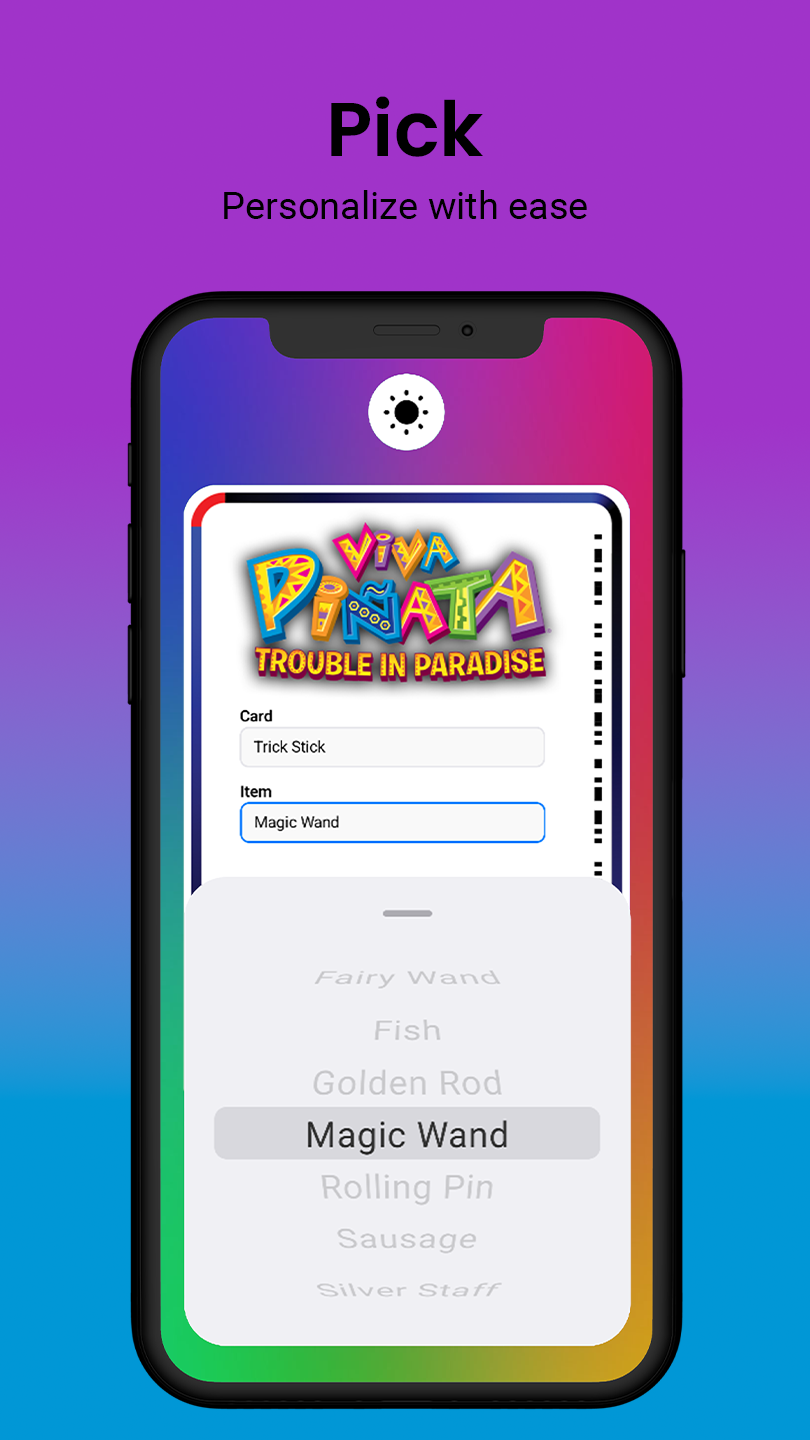 Pick
Personalize with ease
VIVA
PIÑATA
TROUBLE IN PARADISE
Card
Trick Stick
Item
Magic Wand
Fairy Wand
Fish
Golden Rod
Magic Wand
Rolling Pin
Sausage
Silver Staff